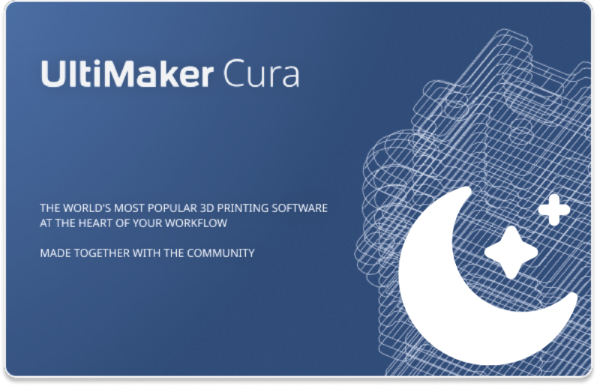 UltiMaker Cura
THE WORLD'S MOST POPULAR 3D PRINTING SOFTWARE
AT THE HEART OF YOUR WORKFLOW
MADE TOGETHER WITH THE COMMUNITY